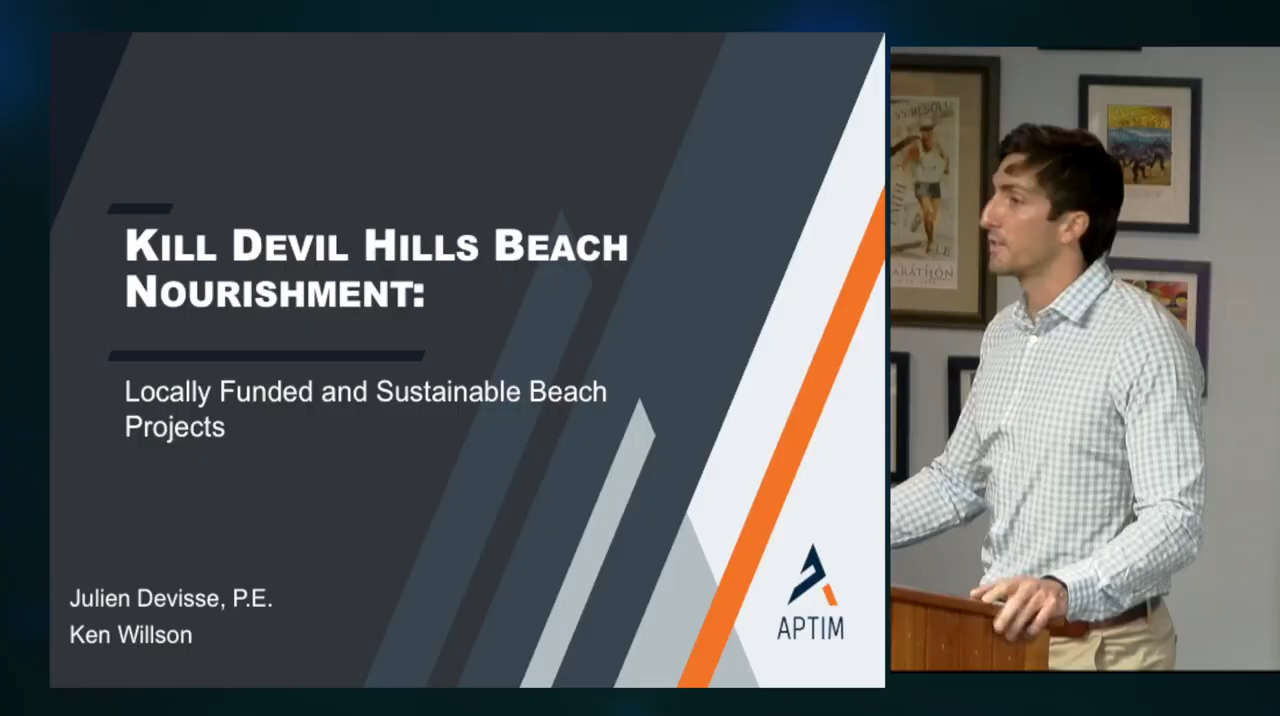 KILL DEVIL HILLS BEACH
NOURISHMENT:
Locally Funded and Sustainable Beach
Projects
Julien Devisse, P.E.
Ken Willson
APTIM